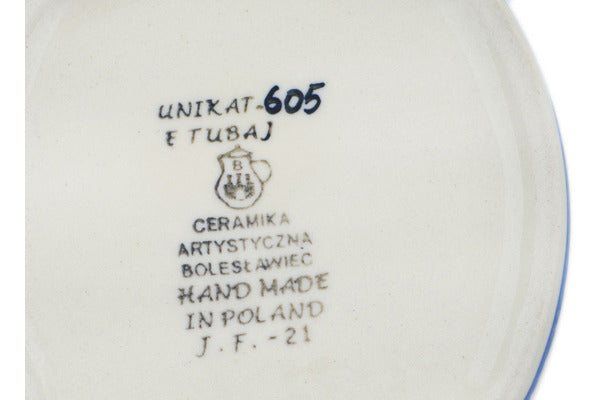 UNIKAT-605
E TUBAJ
B
CERAMIKA
ARTYSTYCZNA
BOLESŁAWIEC
HAND MADE
IN POLAND
J. F. - 21